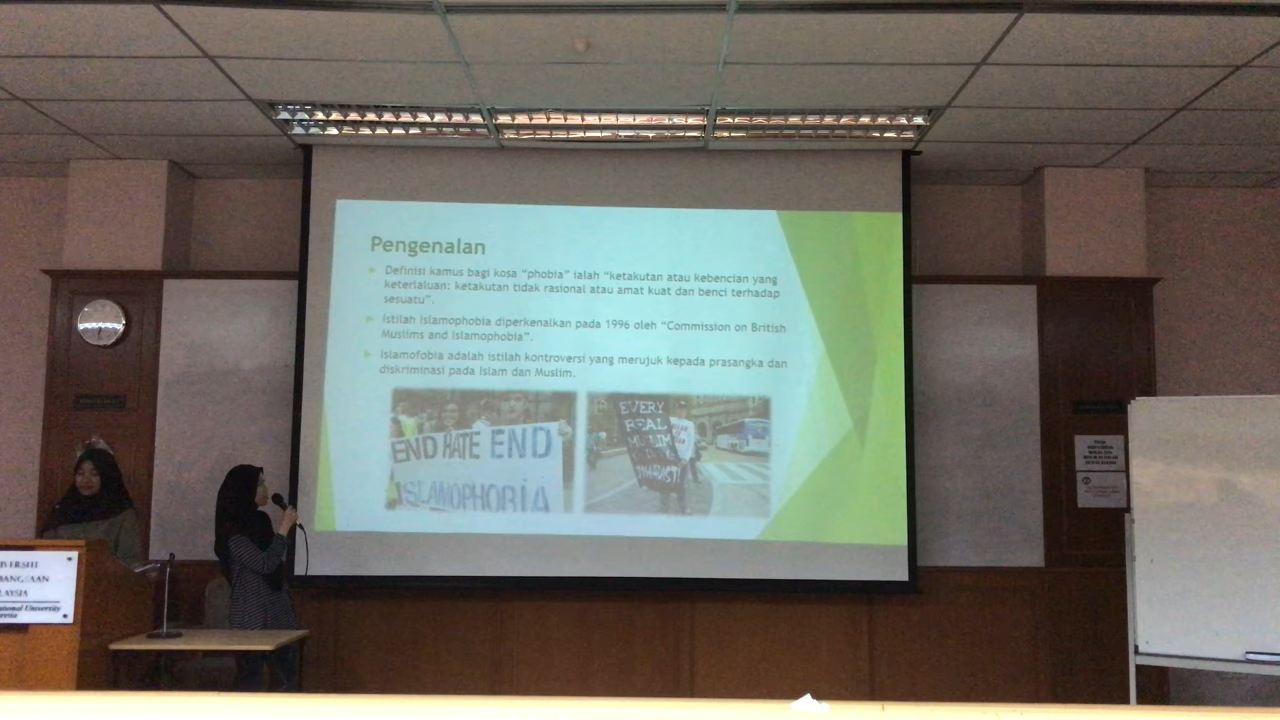 Pengenalan
Definisi kamus bagi kosa "phobia" ialah "ketakutan atau kebencian yang
keterlaluan: ketakutan tidak rasional atau amat kuat dan benci terhadap
sesuatu".
Istilah Islamophobia diperkenalkan pada 1996 oleh "Commission on British
Muslims and Islamophobia".
Islamofobia adalah istilah kontroversi yang merujuk kepada prasangka dan
diskriminasi pada Islam dan Muslim.
END HATE END
ISLAMOPHOBIA
EVERY
REAL
MUSLIM
IS A
JIHADIST!